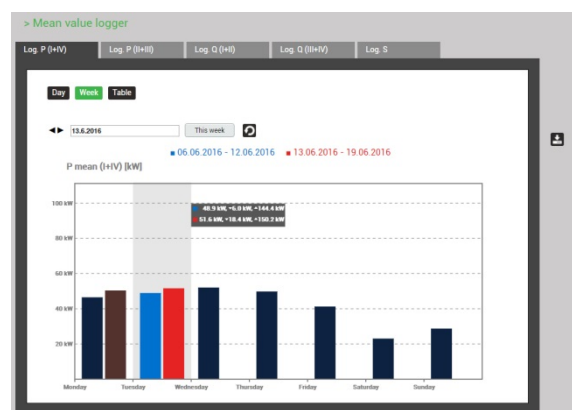 > Mean value logger
Log. P (I+IV) Log. P (II+III) Log. Q (I+II) Log. Q (III+IV) Log. S
Day Week Table
13.6.2016 This week
06.06.2016 - 12.06.2016 13.06.2016 - 19.06.2016
P mean (I+IV) [kW]
100 kW
48.9 kW, 6.0 kW, 144.4 kW
51.6 kW, 18.4 kW, 150.2 kW
80 kW
60 kW
40 kW
20 kW
Monday Tuesday Wednesday Thursday Friday Saturday Sunday